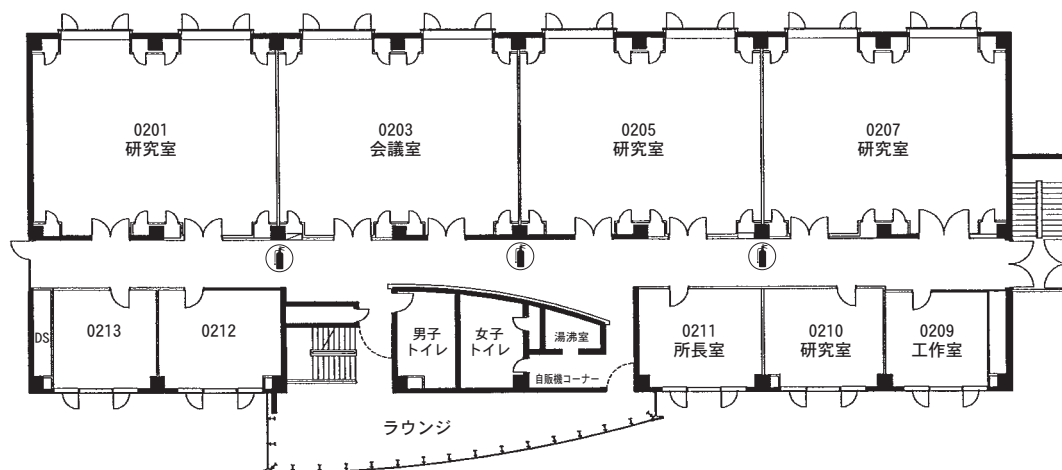 0201
研究室
0203
会議室
0205
研究室
0207
研究室
DS
0213
0212
男子
トイレ
女子
トイレ
湯沸室
自販機コーナー
0211
所長室
0210
研究室
0209
工作室
ラウンジ